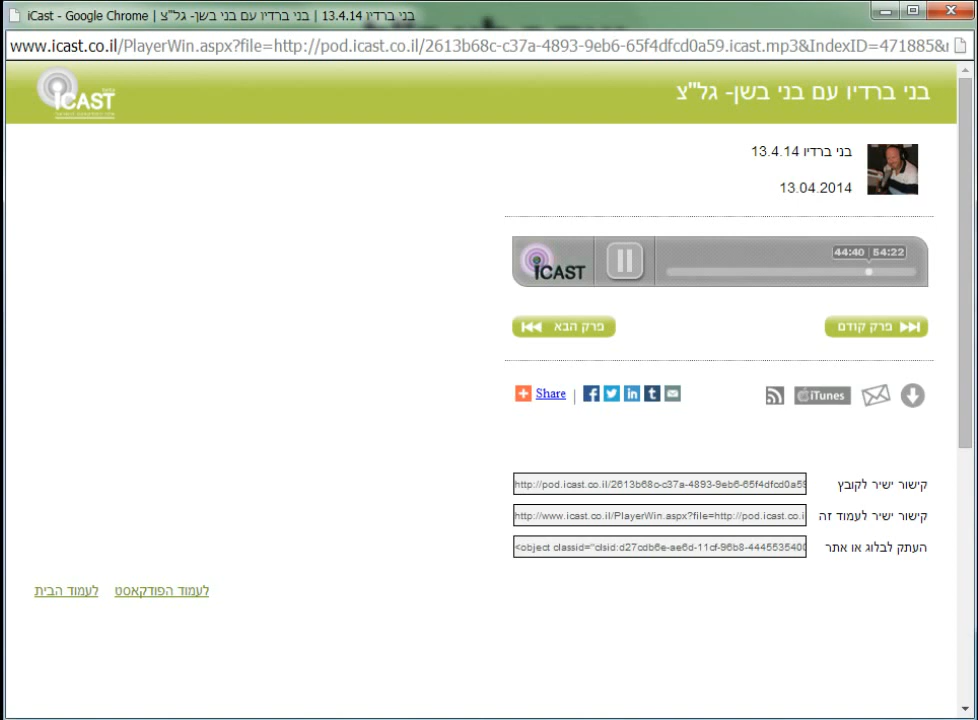 בני ברדיו 13.4.14 | בני ברדיו עם בני בשן- גל"צ | iCast - Google Chrome
www.icast.co.il/PlayerWin.aspx?file=http://pod.icast.co.il/2613b68c-c37a-4893-9eb6-65f4dfcd0a59.icast.mp3&IndexID=471885&
iCAST
בני ברדיו עם בני בשן- גל"צ
בני ברדיו 13.4.14
13.04.2014
iCAST
44:40 | 54:22
פרק קודם
פרק הבא
Share |
iTunes
קישור ישיר לקובץ
http://pod.icast.co.il/2613b68c-c37a-4893-9eb6-65f4dfcd0a59
קישור ישיר לעמוד זה
http://www.icast.co.il/PlayerWin.aspx?file=http://pod.icast.co.i
העתק לבלוג או אתר
<object classid="clsid:d27cdb6e-ae6d-11cf-96b8-4445535400
לעמוד הפודקאסט
לעמוד הבית